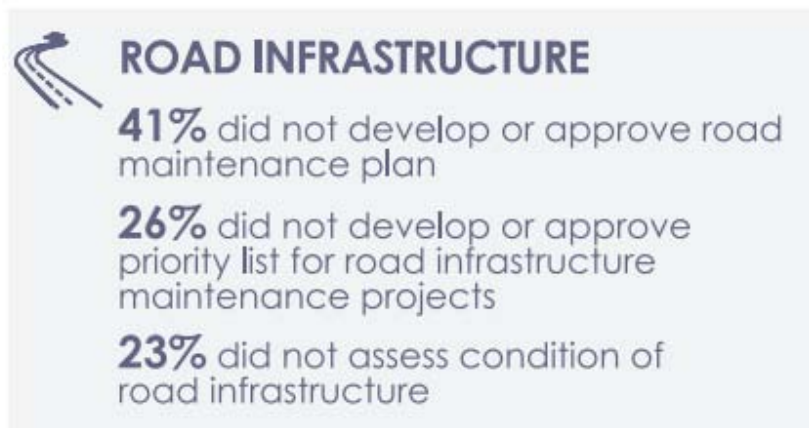 ROAD INFRASTRUCTURE
41% did not develop or approve road
maintenance plan
26% did not develop or approve
priority list for road infrastructure
maintenance projects
23% did not assess condition of
road infrastructure